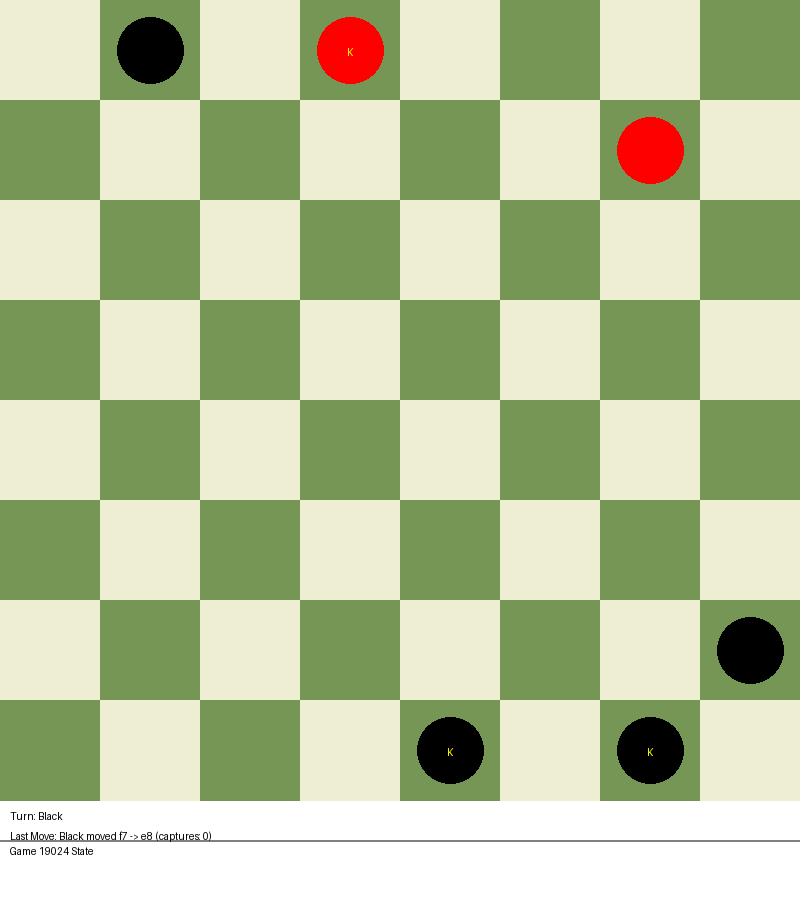 K
K
K
Turn: Black
Last Move: Black moved f7 -> e8 (captures: 0)
Game 19024 State